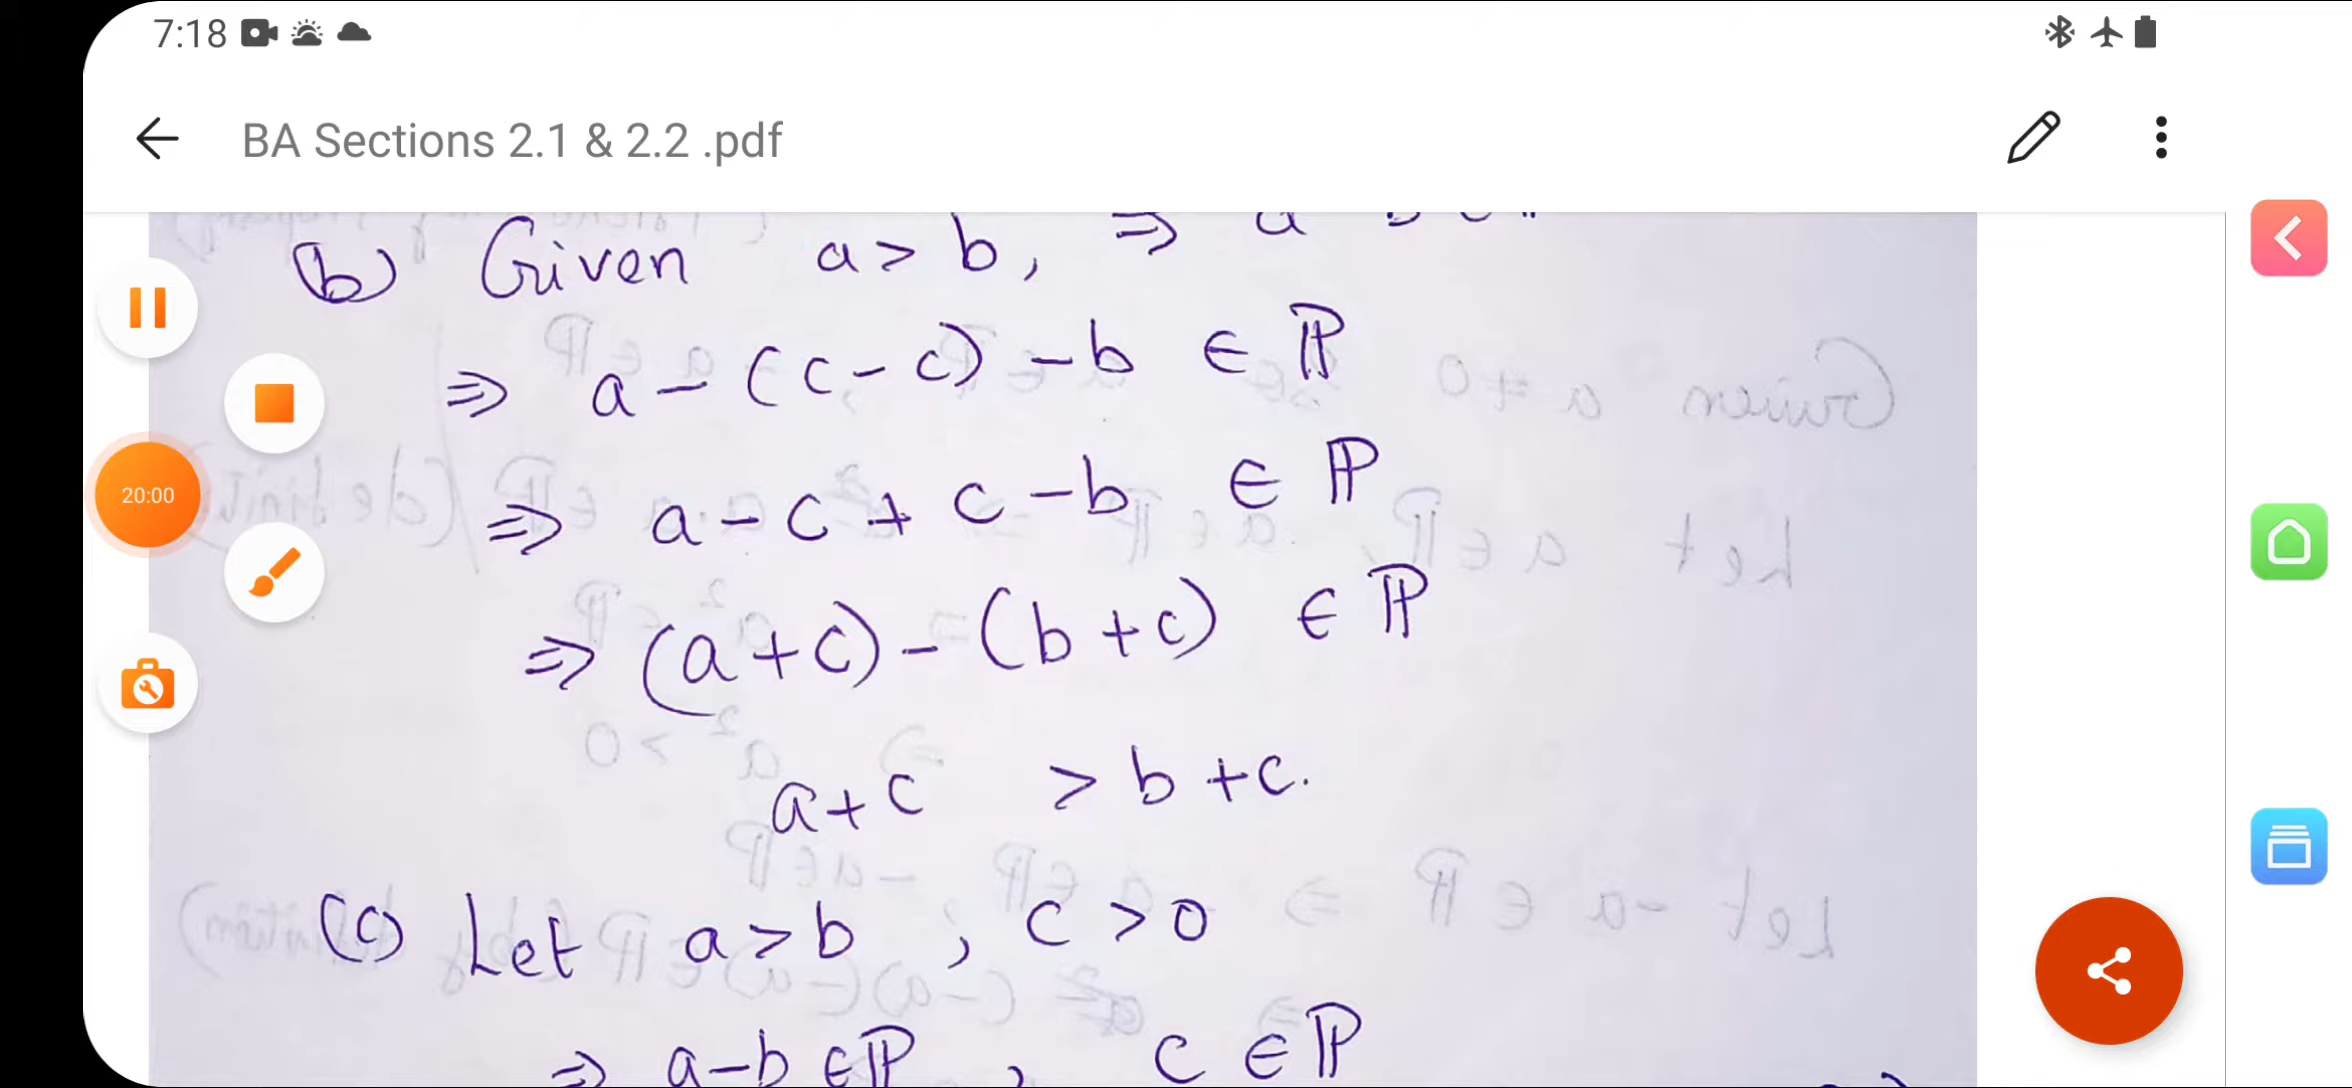 7:18
BA Sections 2.1 & 2.2 .pdf
(b) Given a > b, ⇒ a
⇒ a - (c - c) - b ∈ ℙ
20:00
⇒ a - c + c - b ∈ ℙ
⇒ (a + c) - (b + c) ∈ ℙ
a + c > b + c.
(c) Let a > b , c > 0
⇒ a - b ∈ ℙ , c ∈ ℙ